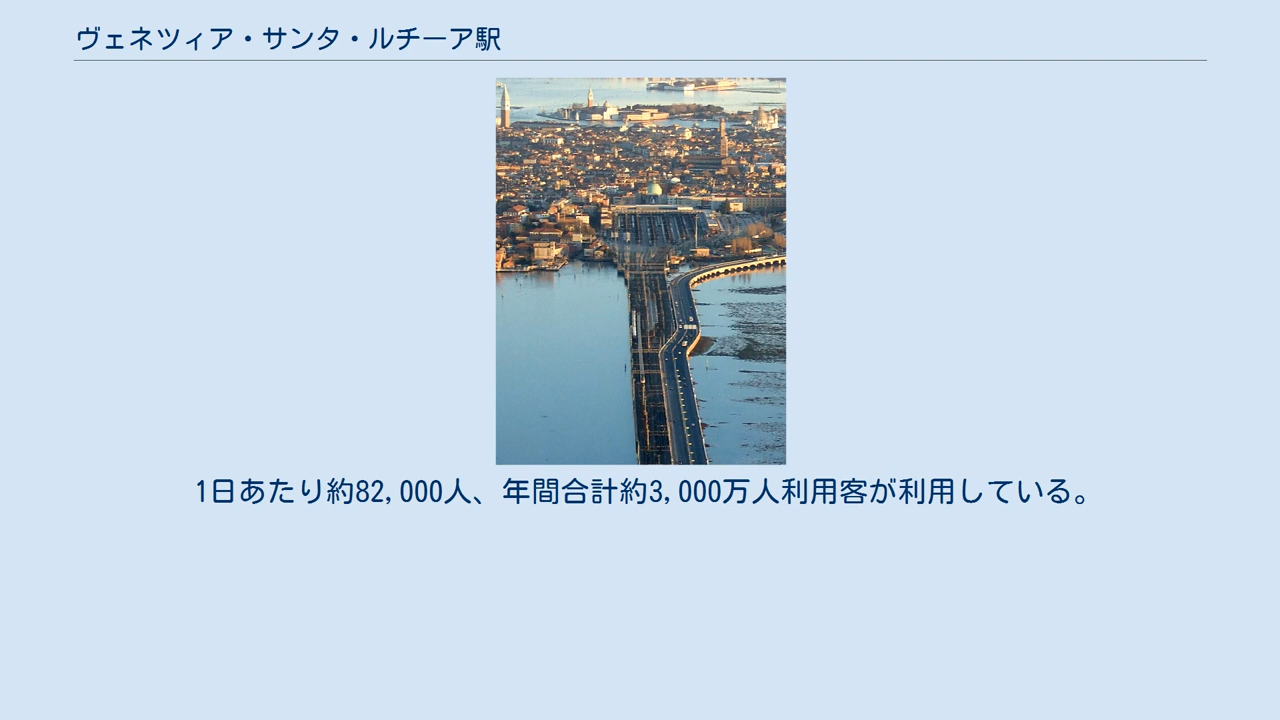 ヴェネツィア・サンタ・ルチーア駅
1日あたり約82,000人、年間合計約3,000万人利用客が利用している。